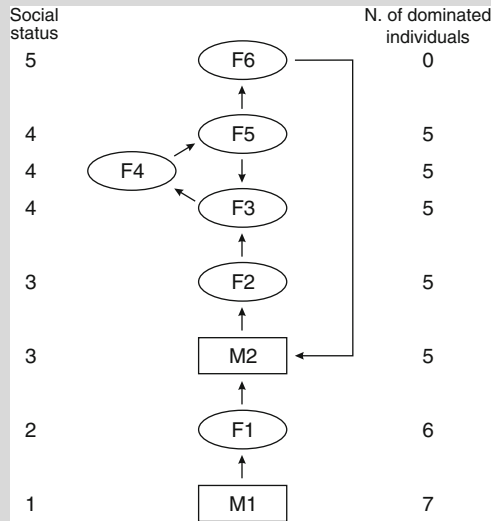 Social
status
N. of dominated
individuals
5 F6 0
4 F5 5
4 F4 5
4 F3 5
3 F2 5
3 M2 5
2 F1 6
1 M1 7